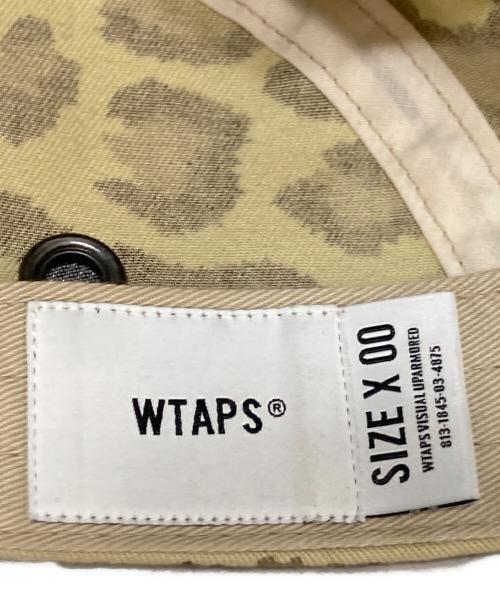 WTAPS®
SIZE X 00
WTAPS VISUAL UPARMORED
813-1845-03-4875